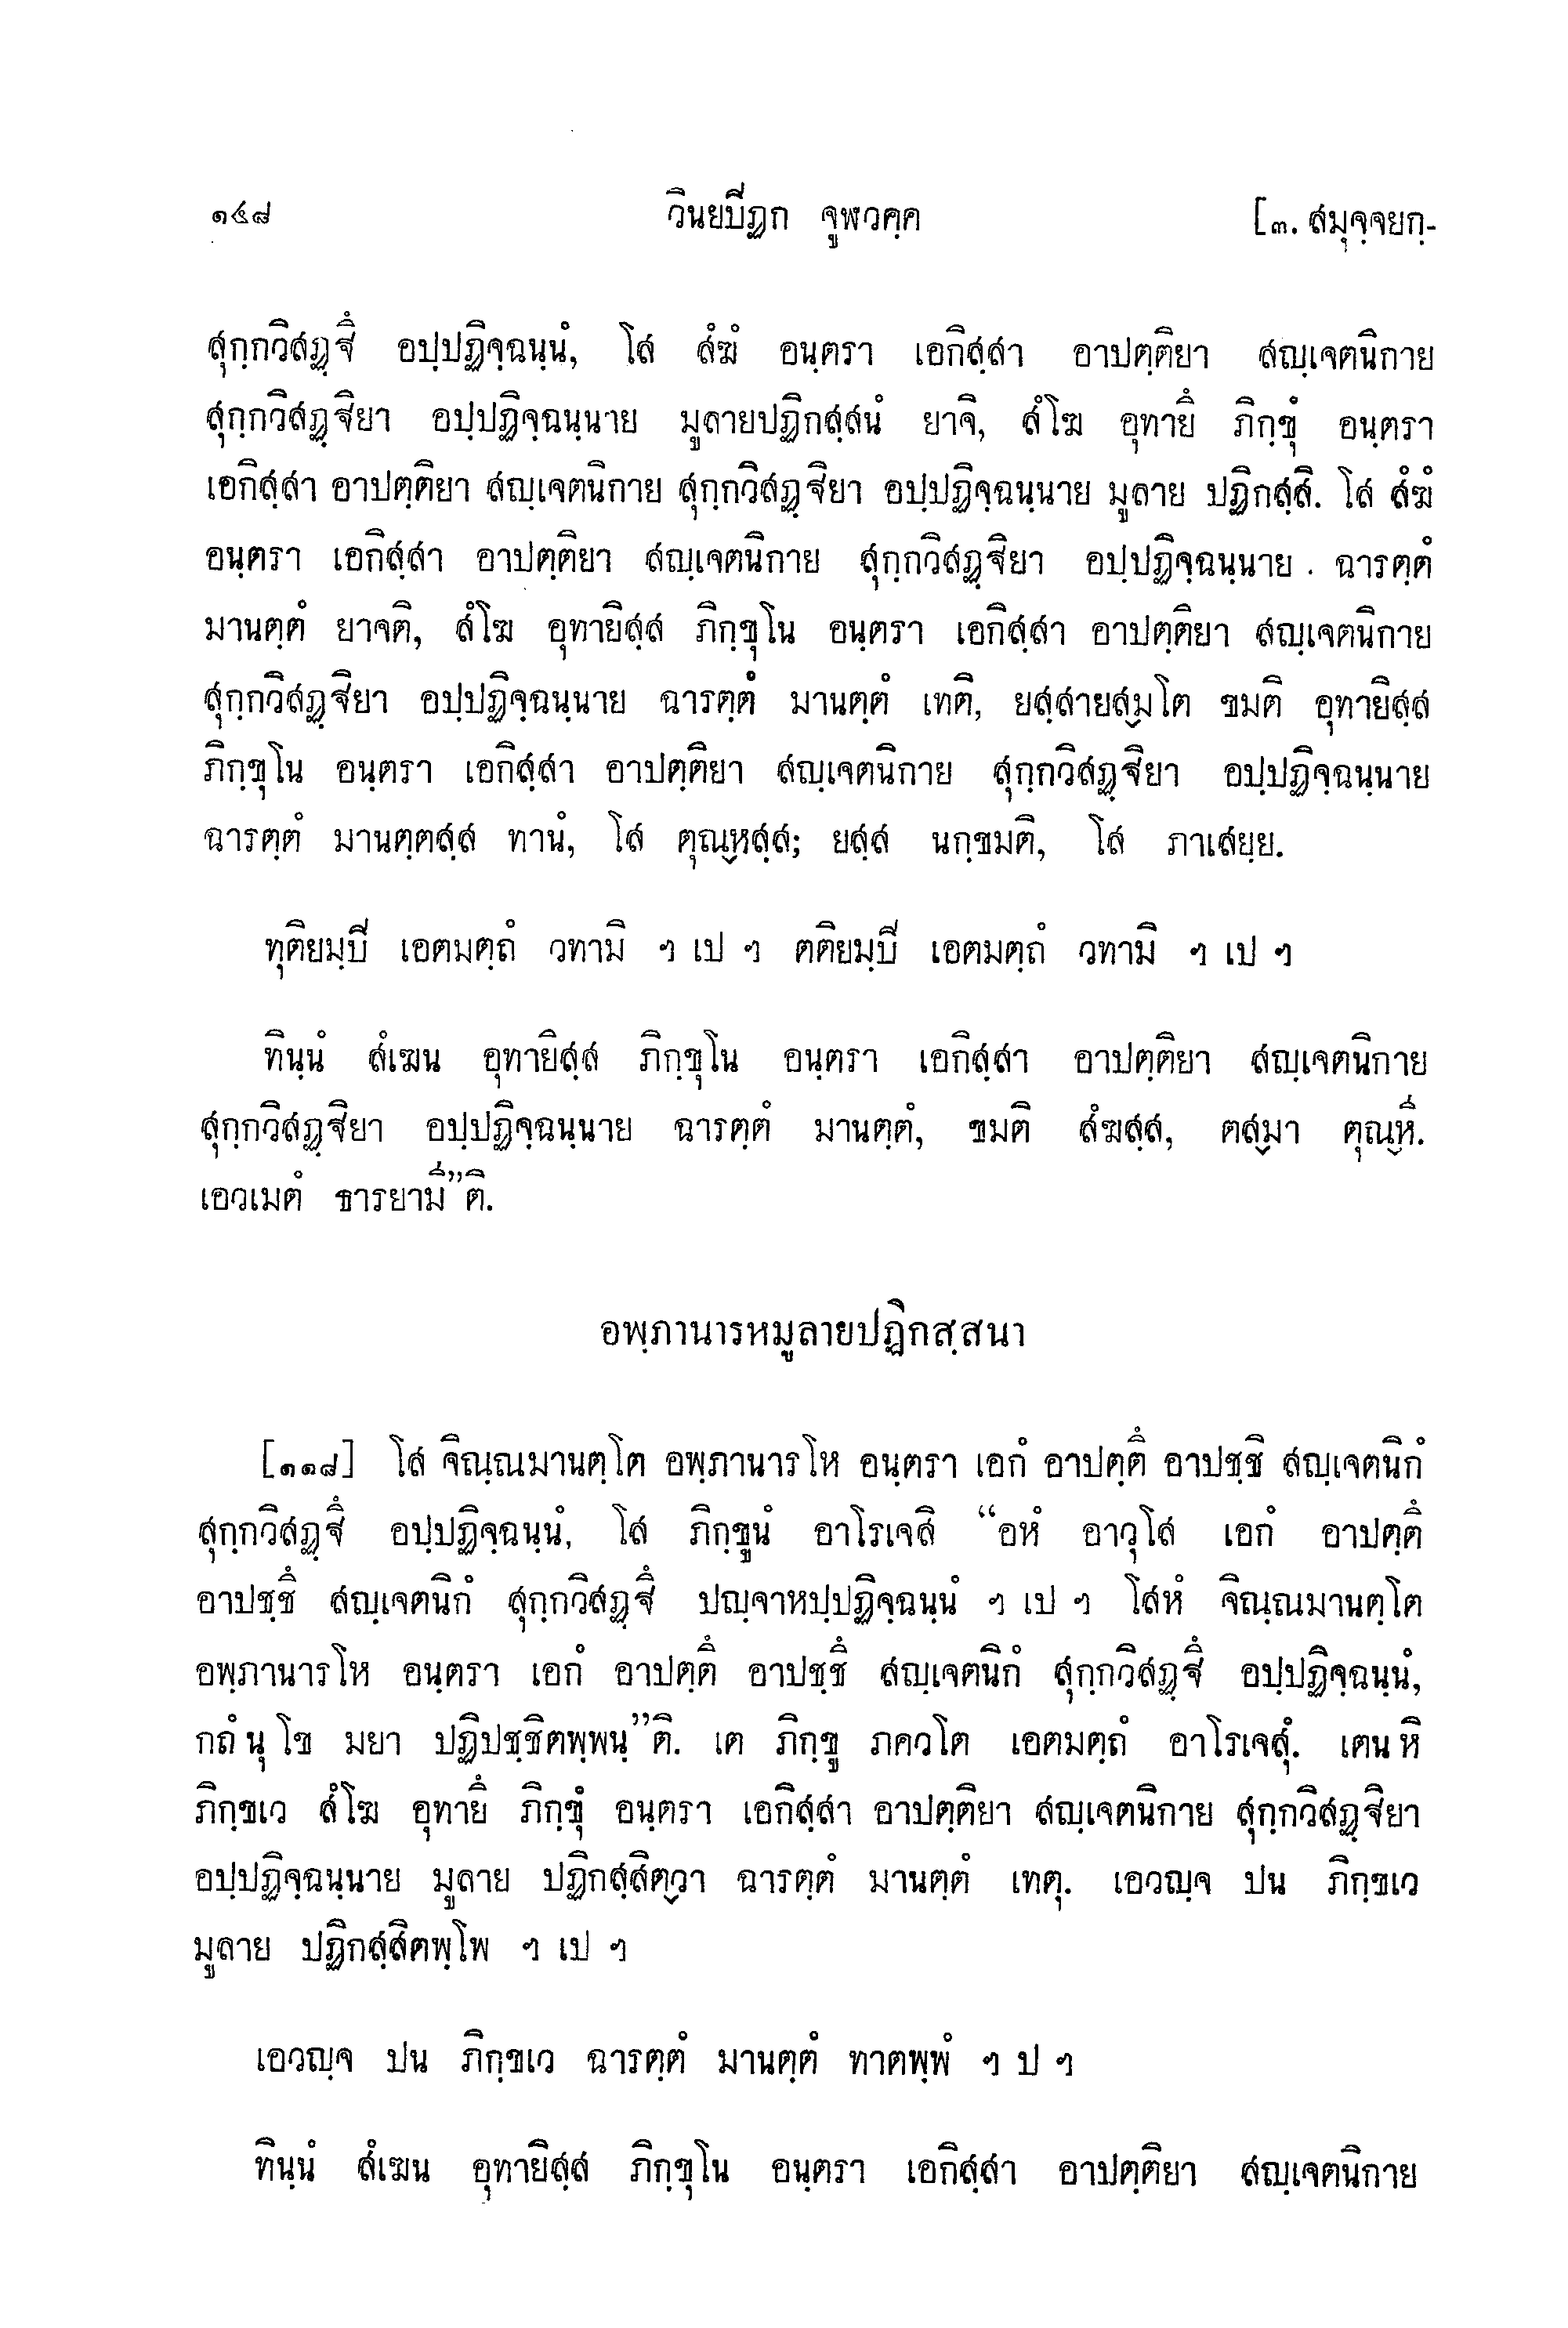 ๑๔๘ วินยปิฏก จูฬวคฺค [๓. สมุจฺจยกฺ-
สุกฺกวิสฏฺฐึ อปฺปฏิจฺฉนฺนํ, โส สํฆํ อนฺตรา เอกิสฺสา อาปตฺติยา สญฺเจตนิกาย
สุกฺกวิสฏฺฐิยา อปฺปฏิจฺฉนฺนาย มูลายปฏิกสฺสนํ ยาจิ, สํโฆ อุทายึ ภิกฺขุํ อนฺตรา
เอกิสฺสา อาปตฺติยา สญฺเจตนิกาย สุกฺกวิสฏฺฐิยา อปฺปฏิจฺฉนฺนาย มูลาย ปฏิกสฺสิ. โส สํฆํ
อนฺตรา เอกิสฺสา อาปตฺติยา สญฺเจตนิกาย สุกฺกวิสฏฺฐิยา อปฺปฏิจฺฉนฺนาย . ฉารตฺตํ
มานตฺตํ ยาจติ, สํโฆ อุทายิสฺส ภิกฺขุโน อนฺตรา เอกิสฺสา อาปตฺติยา สญฺเจตนิกาย
สุกฺกวิสฏฺฐิยา อปฺปฏิจฺฉนฺนาย ฉารตฺตํ มานตฺตํ เทติ, ยสฺสายสฺมโต ขมติ อุทายิสฺส
ภิกฺขุโน อนฺตรา เอกิสฺสา อาปตฺติยา สญฺเจตนิกาย สุกฺกวิสฏฺฐิยา อปฺปฏิจฺฉนฺนาย
ฉารตฺตํ มานตฺตสฺส ทานํ, โส ตุณฺหสฺส; ยสฺส นกฺขมติ, โส ภาเสยฺย.
ทุติยมฺปิ เอตมตฺถํ วทามิ ฯ เป ฯ ตติยมฺปิ เอตมตฺถํ วทามิ ฯ เป ฯ
ทินฺนํ สํเฆน อุทายิสฺส ภิกฺขุโน อนฺตรา เอกิสฺสา อาปตฺติยา สญฺเจตนิกาย
สุกฺกวิสฏฺฐิยา อปฺปฏิจฺฉนฺนาย ฉารตฺตํ มานตฺตํ, ขมติ สํฆสฺส, ตสฺมา ตุณฺหี.
เอวเมตํ ธารยามี”ติ.
อพฺภานารหมูลายปฏิกสฺสนา
[๑๑๘] โส จิณฺณมานตฺโต อพฺภานารโห อนฺตรา เอกํ อาปตฺตึ อาปชฺชิ สญฺเจตนิกํ
สุกฺกวิสฏฺฐึ อปฺปฏิจฺฉนฺนํ, โส ภิกฺขูนํ อาโรเจสิ “อหํ อาวุโส เอกํ อาปตฺตึ
อาปชฺชึ สญฺเจตนิกํ สุกฺกวิสฏฺฐึ ปญฺจาหปฺปฏิจฺฉนฺนํ ฯ เป ฯ โสหํ จิณฺณมานตฺโต
อพฺภานารโห อนฺตรา เอกํ อาปตฺตึ อาปชฺชึ สญฺเจตนิกํ สุกฺกวิสฏฺฐึ อปฺปฏิจฺฉนฺนํ,
กถํ นุ โข มยา ปฏิปชฺชิตพฺพนฺ”ติ. เต ภิกฺขู ภควโต เอตมตฺถํ อาโรเจสุํ. เตน หิ
ภิกฺขเว สํโฆ อุทายึ ภิกฺขุํ อนฺตรา เอกิสฺสา อาปตฺติยา สญฺเจตนิกาย สุกฺกวิสฏฺฐิยา
อปฺปฏิจฺฉนฺนาย มูลาย ปฏิกสฺสิตฺวา ฉารตฺตํ มานตฺตํ เทตุ. เอวญฺจ ปน ภิกฺขเว
มูลาย ปฏิกสฺสิตพฺโพ ฯ เป ฯ
เอวญฺจ ปน ภิกฺขเว ฉารตฺตํ มานตฺตํ ทาตพฺพํ ฯ ป ฯ
ทินฺนํ สํเฆน อุทายิสฺส ภิกฺขุโน อนฺตรา เอกิสฺสา อาปตฺติยา สญฺเจตนิกาย